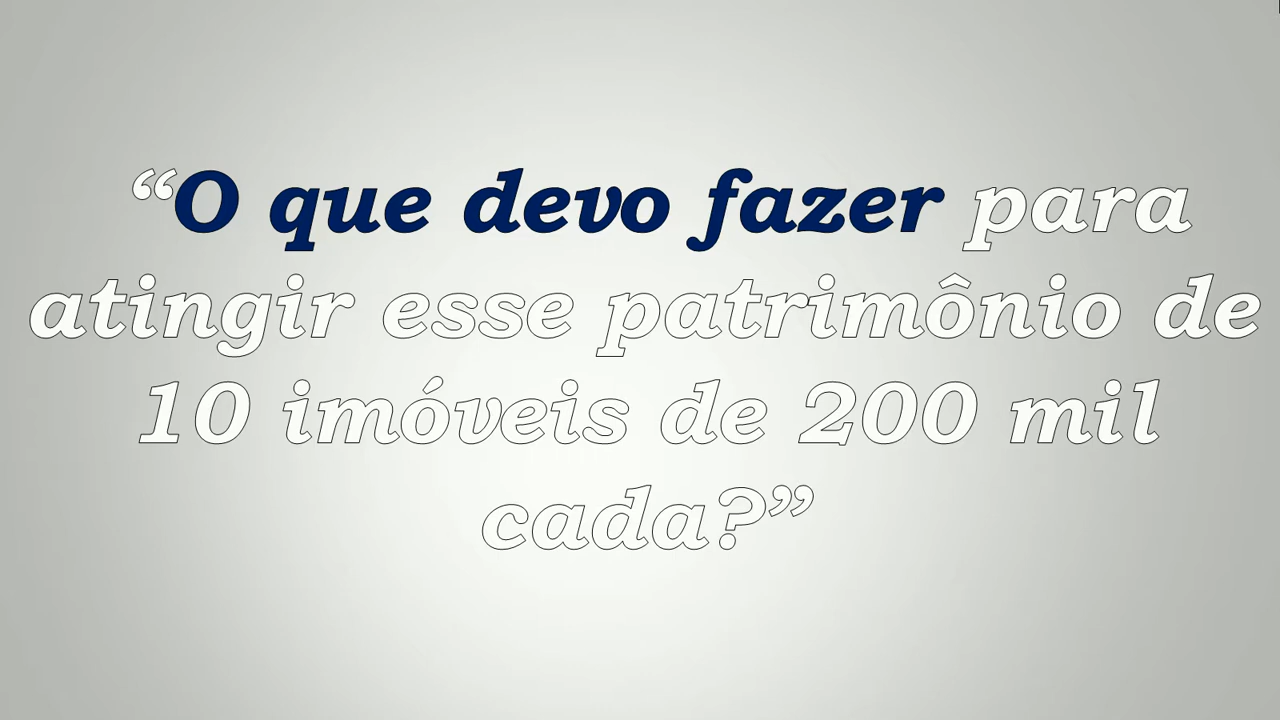 “O que devo fazer para
atingir esse patrimônio de
10 imóveis de 200 mil
cada?”